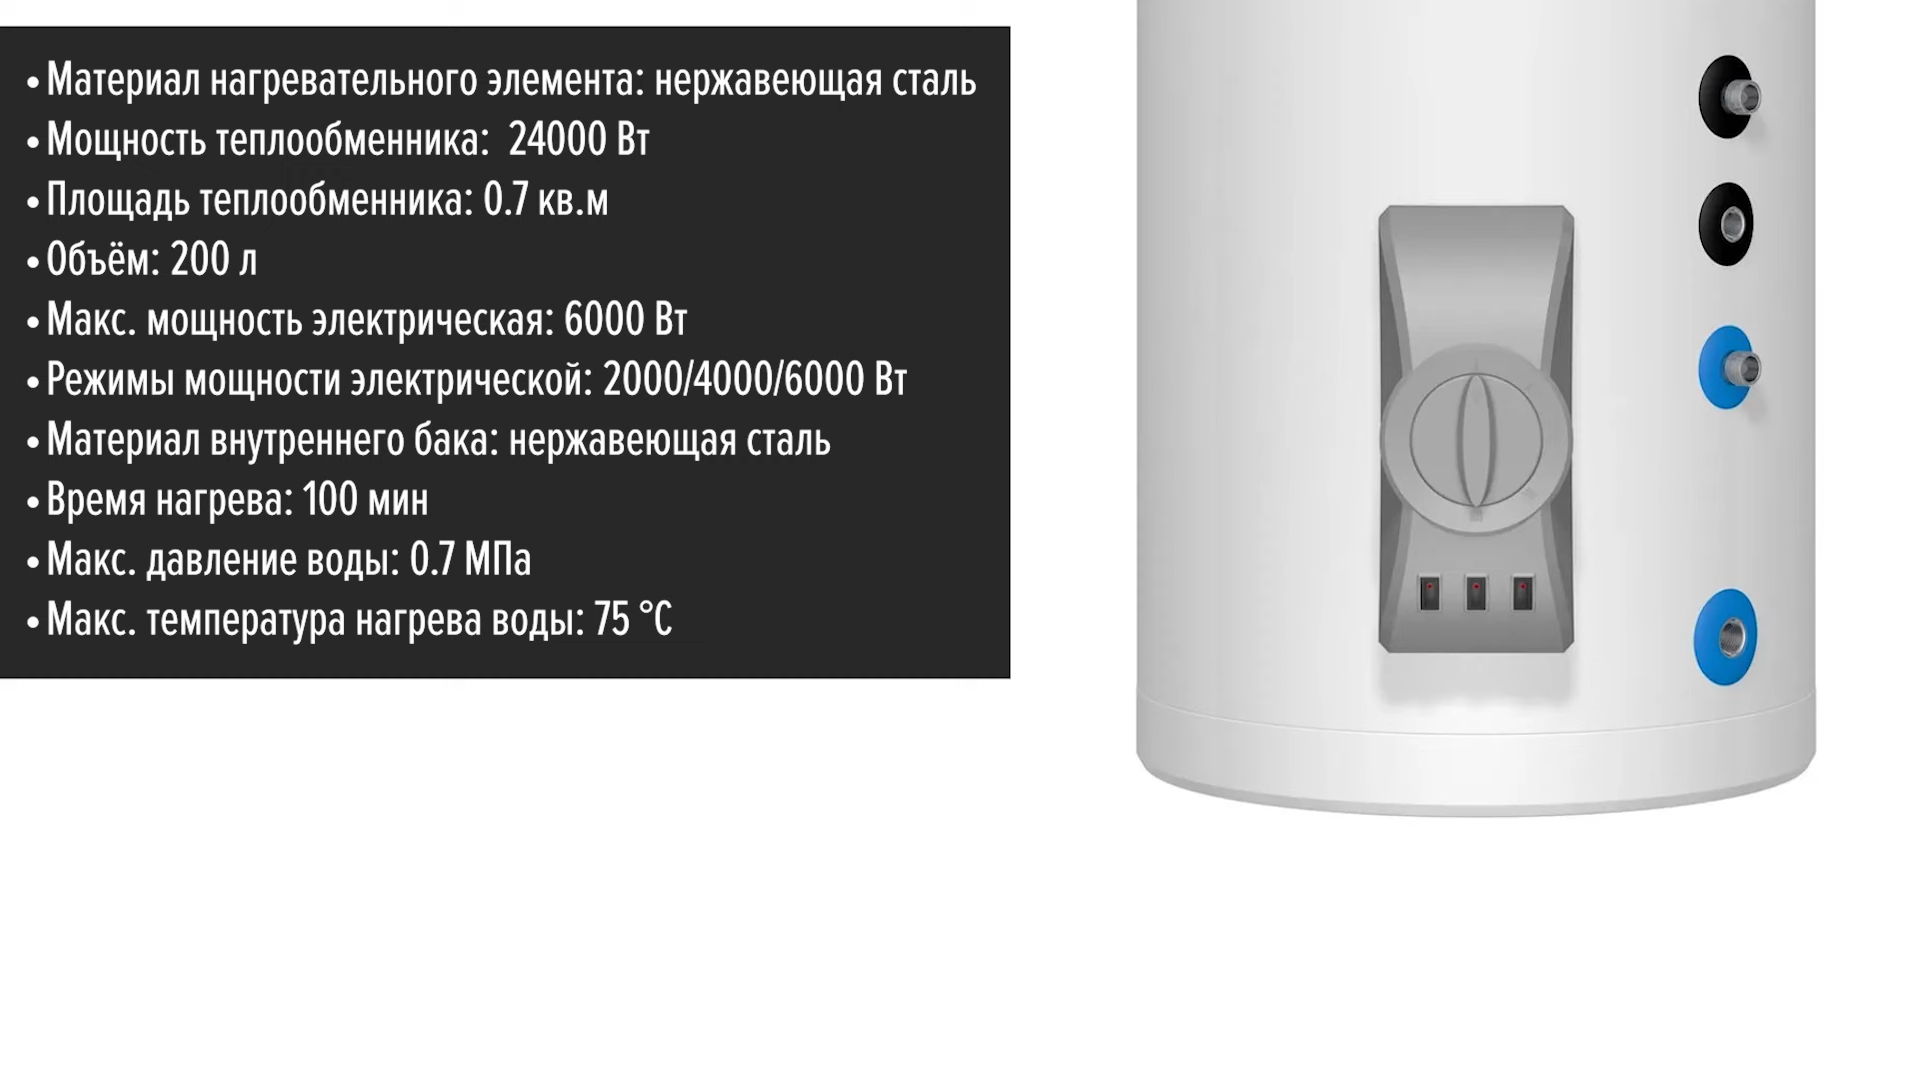 • Материал нагревательного элемента: нержавеющая сталь
• Мощность теплообменника: 24000 Вт
• Площадь теплообменника: 0.7 кв.м
• Объём: 200 л
• Макс. мощность электрическая: 6000 Вт
• Режимы мощности электрической: 2000/4000/6000 Вт
• Материал внутреннего бака: нержавеющая сталь
• Время нагрева: 100 мин
• Макс. давление воды: 0.7 МПа
• Макс. температура нагрева воды: 75 °C